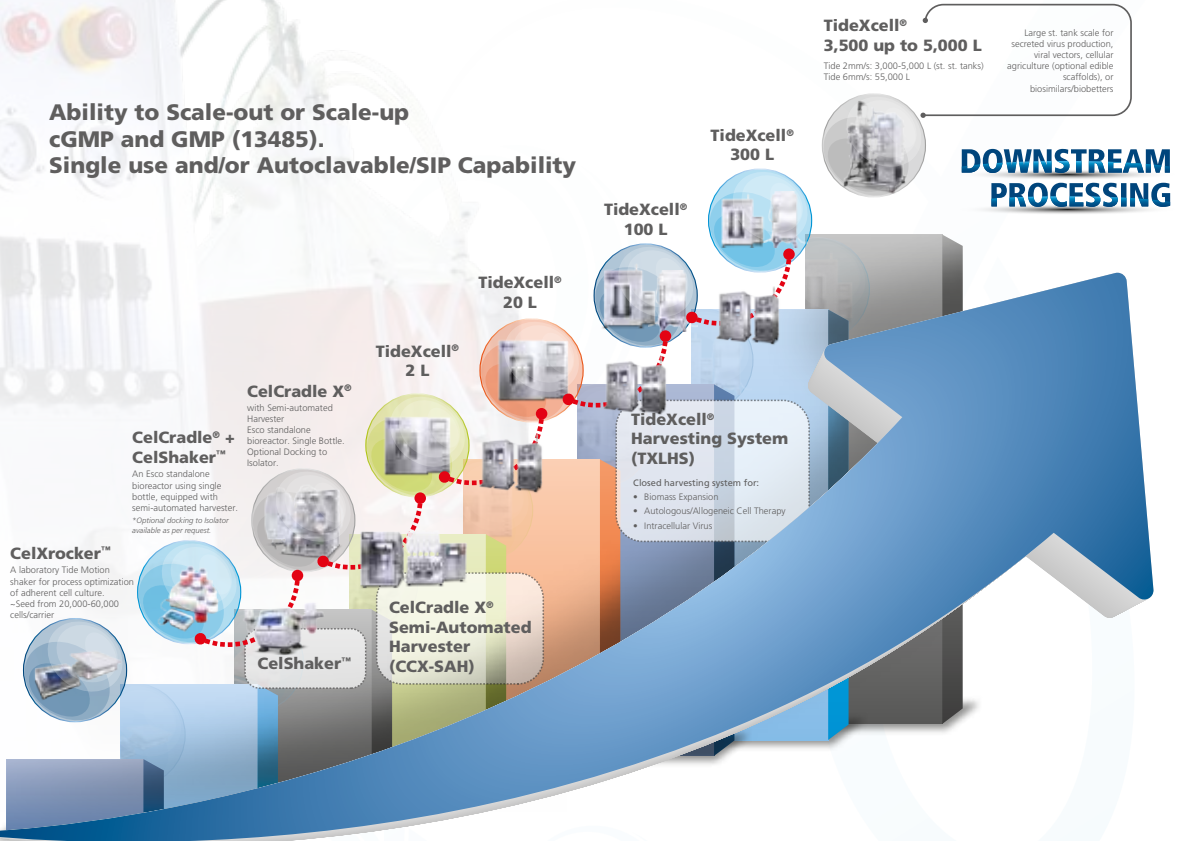 TideXcell®
3,500 up to 5,000 L
Tide 2mm/s: 3,000-5,000 L (st. st. tanks)
Tide 6mm/s: 55,000 L
Large st. tank scale for
secreted virus production,
viral vectors, cellular
agriculture (optional edible
scaffolds), or
biosimilars/biobetters
Ability to Scale-out or Scale-up
cGMP and GMP (13485).
Single use and/or Autoclavable/SIP Capability
DOWNSTREAM
PROCESSING
TideXcell®
300 L
TideXcell®
100 L
TideXcell®
20 L
TideXcell®
2 L
CelCradle X®
with Semi-automated
Harvester
Esco standalone
bioreactor. Single Bottle.
Optional Docking to
Isolator.
CelCradle® +
CelShaker™
An Esco standalone
bioreactor using single
bottle, equipped with
semi-automated harvester.
*Optional docking to Isolator
available as per request.
CelXrocker™
A laboratory Tide Motion
shaker for process optimization
of adherent cell culture.
~Seed from 20,000-60,000
cells/carrier
TideXcell®
Harvesting System
(TXLHS)
Closed harvesting system for:
• Biomass Expansion
• Autologous/Allogeneic Cell Therapy
• Intracellular Virus
CelCradle X®
Semi-Automated
Harvester
(CCX-SAH)
CelShaker™